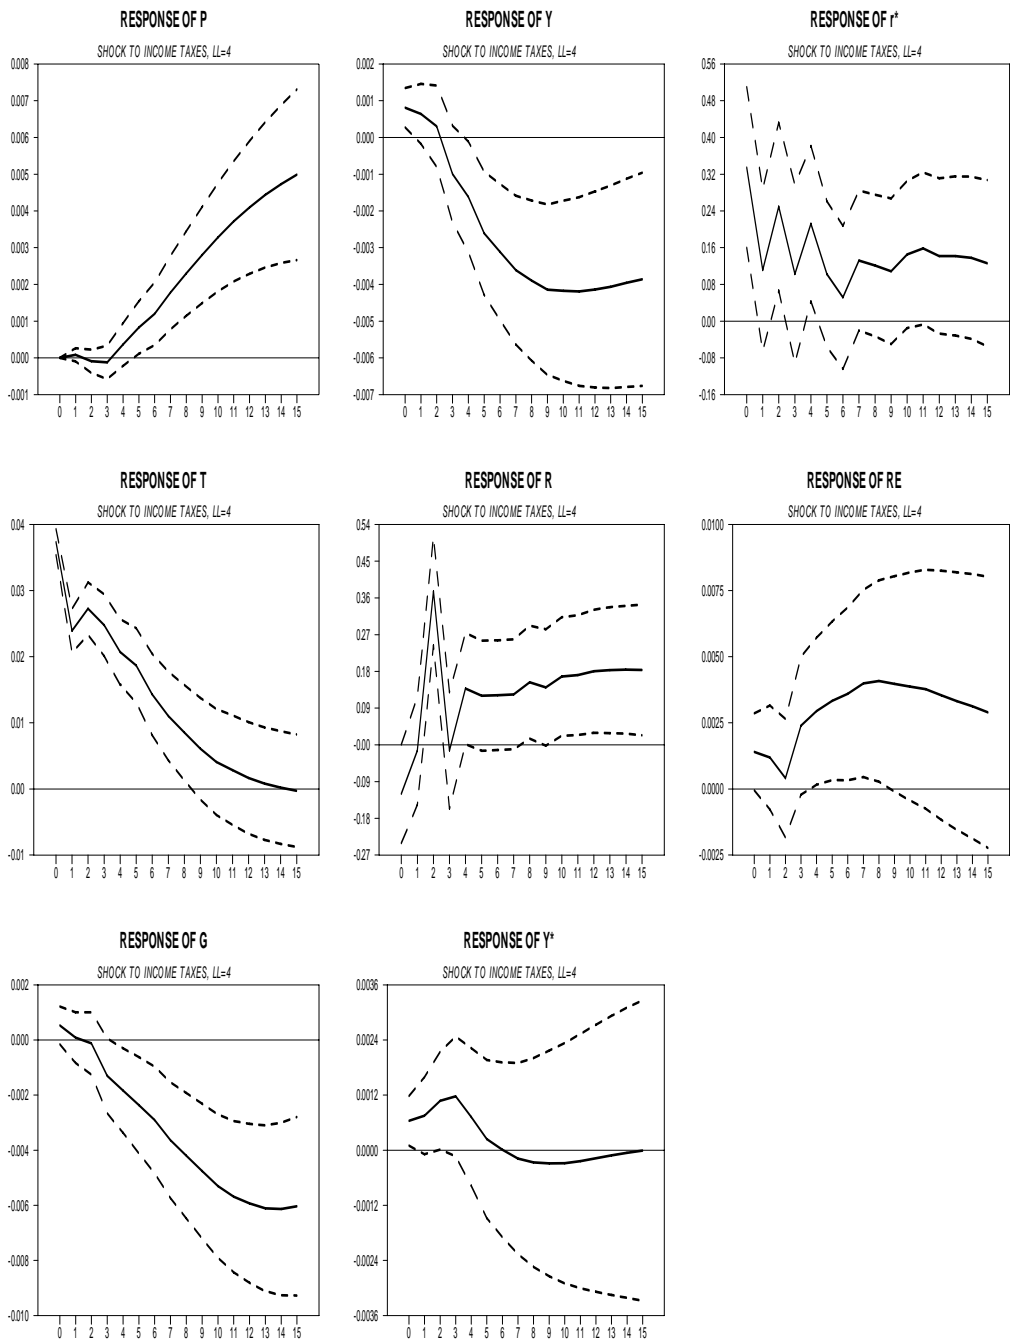 RESPONSE OF P
SHOCK TO INCOME TAXES, LL=4
0.008
0.007
0.006
0.005
0.004
0.003
0.002
0.001
0.000
-0.001
0 1 2 3 4 5 6 7 8 9 10 11 12 13 14 15
RESPONSE OF Y
SHOCK TO INCOME TAXES, LL=4
0.002
0.001
0.000
-0.001
-0.002
-0.003
-0.004
-0.005
-0.006
-0.007
0 1 2 3 4 5 6 7 8 9 10 11 12 13 14 15
RESPONSE OF r*
SHOCK TO INCOME TAXES, LL=4
0.56
0.48
0.40
0.32
0.24
0.16
0.08
0.00
-0.08
-0.16
0 1 2 3 4 5 6 7 8 9 10 11 12 13 14 15
RESPONSE OF T
SHOCK TO INCOME TAXES, LL=4
0.04
0.03
0.02
0.01
0.00
-0.01
0 1 2 3 4 5 6 7 8 9 10 11 12 13 14 15
RESPONSE OF R
SHOCK TO INCOME TAXES, LL=4
0.54
0.45
0.36
0.27
0.18
0.09
-0.00
-0.09
-0.18
-0.27
0 1 2 3 4 5 6 7 8 9 10 11 12 13 14 15
RESPONSE OF RE
SHOCK TO INCOME TAXES, LL=4
0.0100
0.0075
0.0050
0.0025
0.0000
-0.0025
0 1 2 3 4 5 6 7 8 9 10 11 12 13 14 15
RESPONSE OF G
SHOCK TO INCOME TAXES, LL=4
0.002
0.000
-0.002
-0.004
-0.006
-0.008
-0.010
0 1 2 3 4 5 6 7 8 9 10 11 12 13 14 15
RESPONSE OF Y*
SHOCK TO INCOME TAXES, LL=4
0.0036
0.0024
0.0012
0.0000
-0.0012
-0.0024
-0.0036
0 1 2 3 4 5 6 7 8 9 10 11 12 13 14 15